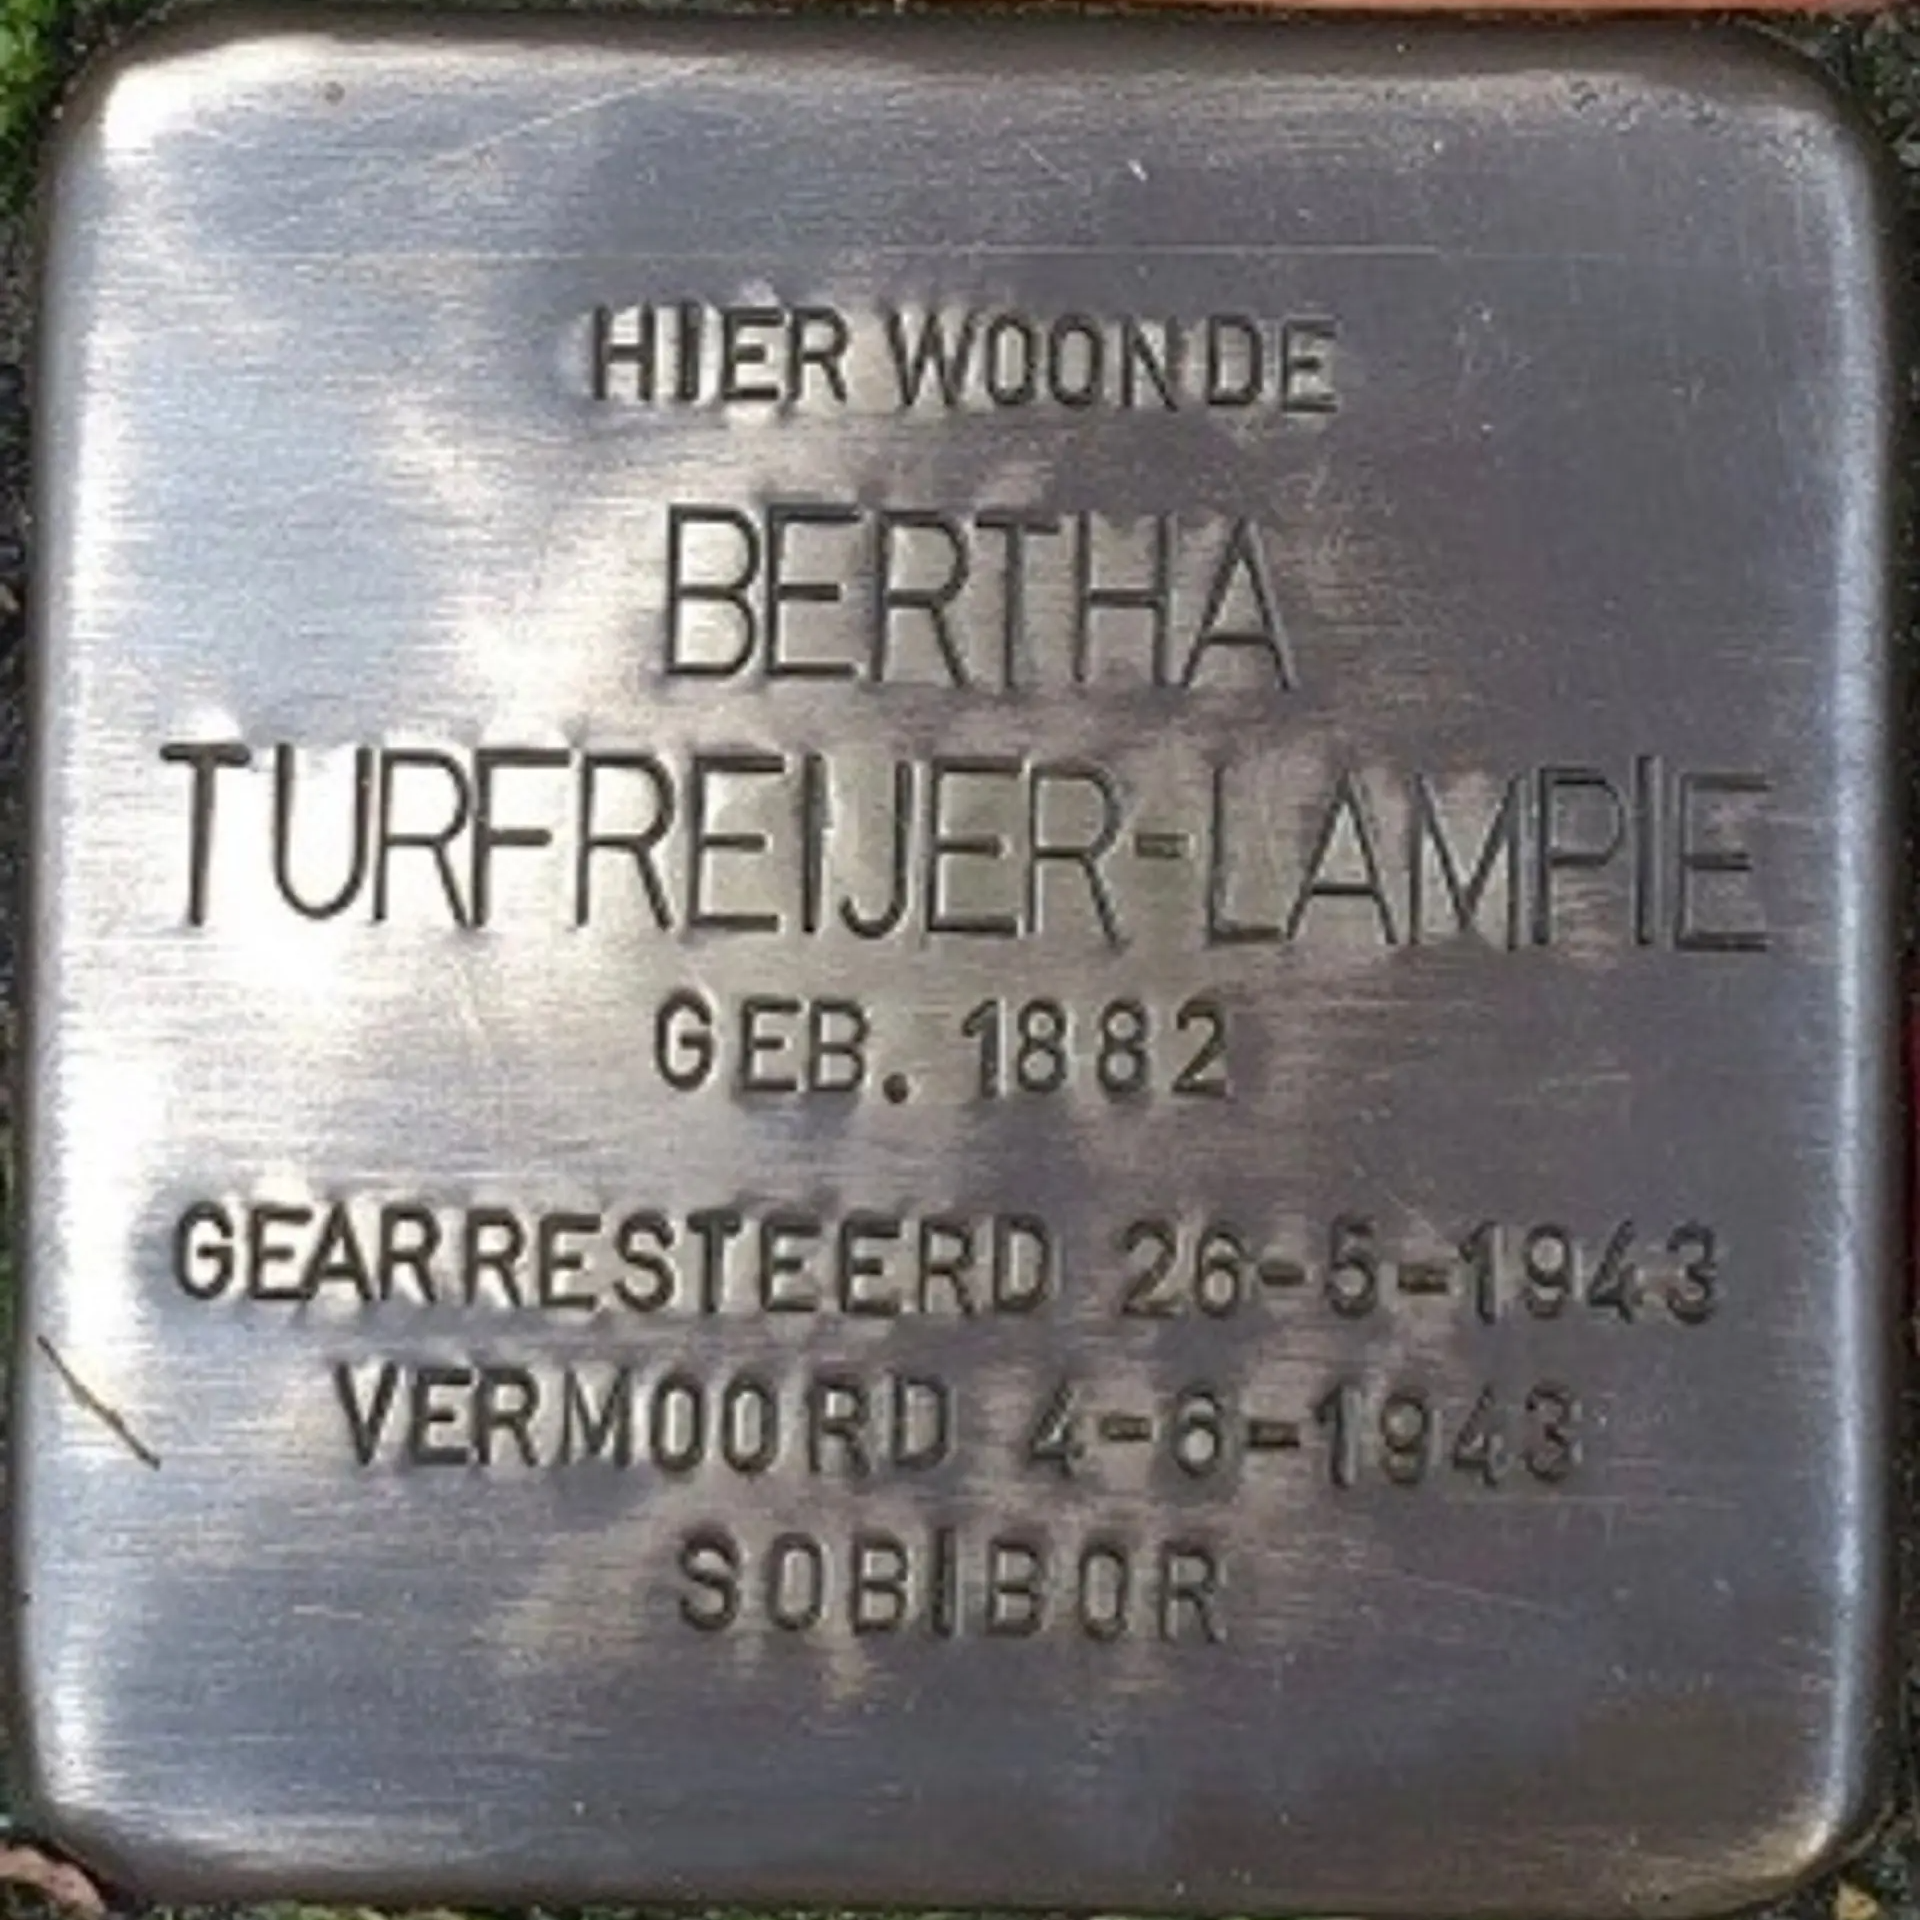 HIER WOONDE
BERTHA
TURFREIJER-LAMPIE
GEB. 1882
GEARRESTEERD 26-5-1943
VERMOORD 4-6-1943
SOBIBOR